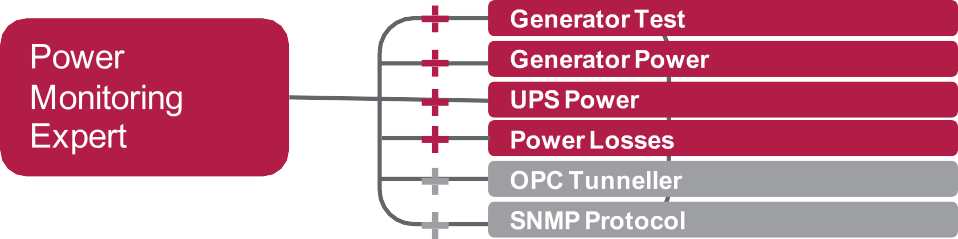 Power
Monitoring
Expert
Generator Test
Generator Power
UPS Power
Power Losses
OPC Tunneller
SNMP Protocol